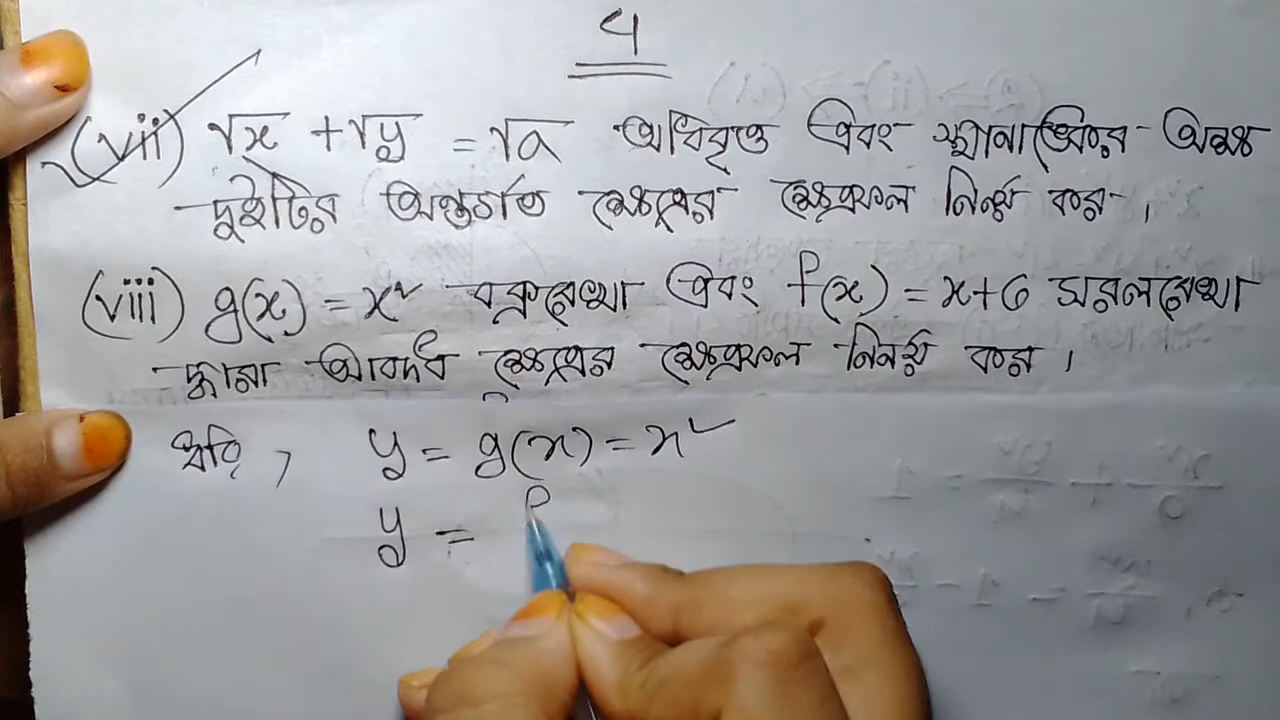 9
(vii) √x + √y = √a অধিবৃত্ত এবং স্থানাঙ্কের অক্ষ
দুইটির অন্তর্গত ক্ষেত্রের ক্ষেত্রফল নির্ণয় কর।
(viii) g(x) = x² বক্ররেখা এবং f(x) = x+6 সরলরেখা
দ্বারা আবদ্ধ ক্ষেত্রের ক্ষেত্রফল নির্ণয় কর।
ধরি, y = g(x) = x²
y =